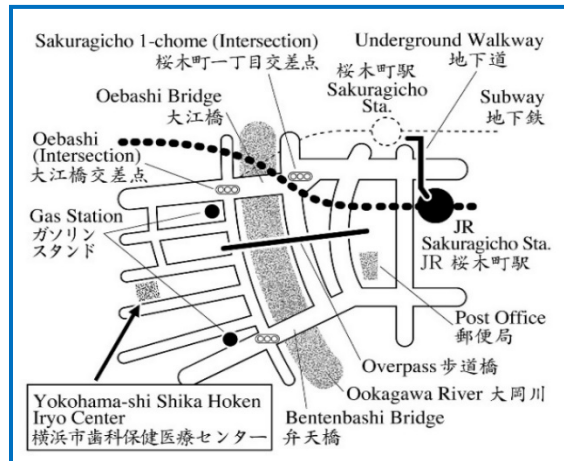 Sakuragicho 1-chome (Intersection)
桜木町一丁目交差点
Underground Walkway
地下道
桜木町駅
Sakuragicho
Sta.
Subway
地下鉄
Oebashi Bridge
大江橋
Oebashi
(Intersection)
大江橋交差点
Gas Station
ガソリン
スタンド
JR
Sakuragicho Sta.
JR 桜木町駅
Post Office
郵便局
Overpass 歩道橋
Ookagawa River 大岡川
Bentenbashi Bridge
弁天橋
Yokohama-shi Shika Hoken
Iryo Center
横浜市歯科保健医療センター